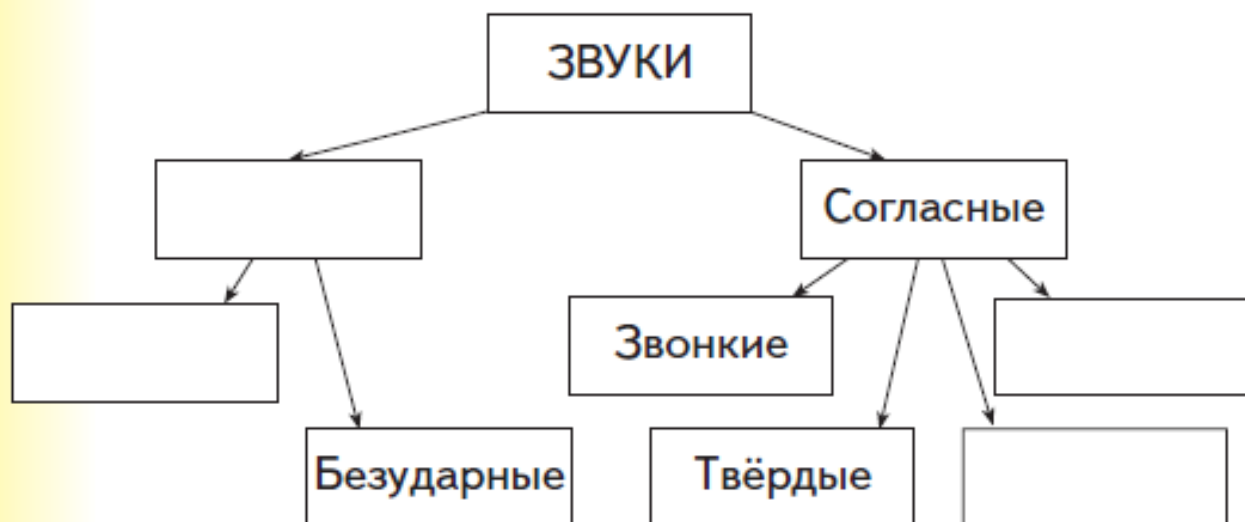 ЗВУКИ
Согласные
Звонкие
Безударные
Твёрдые